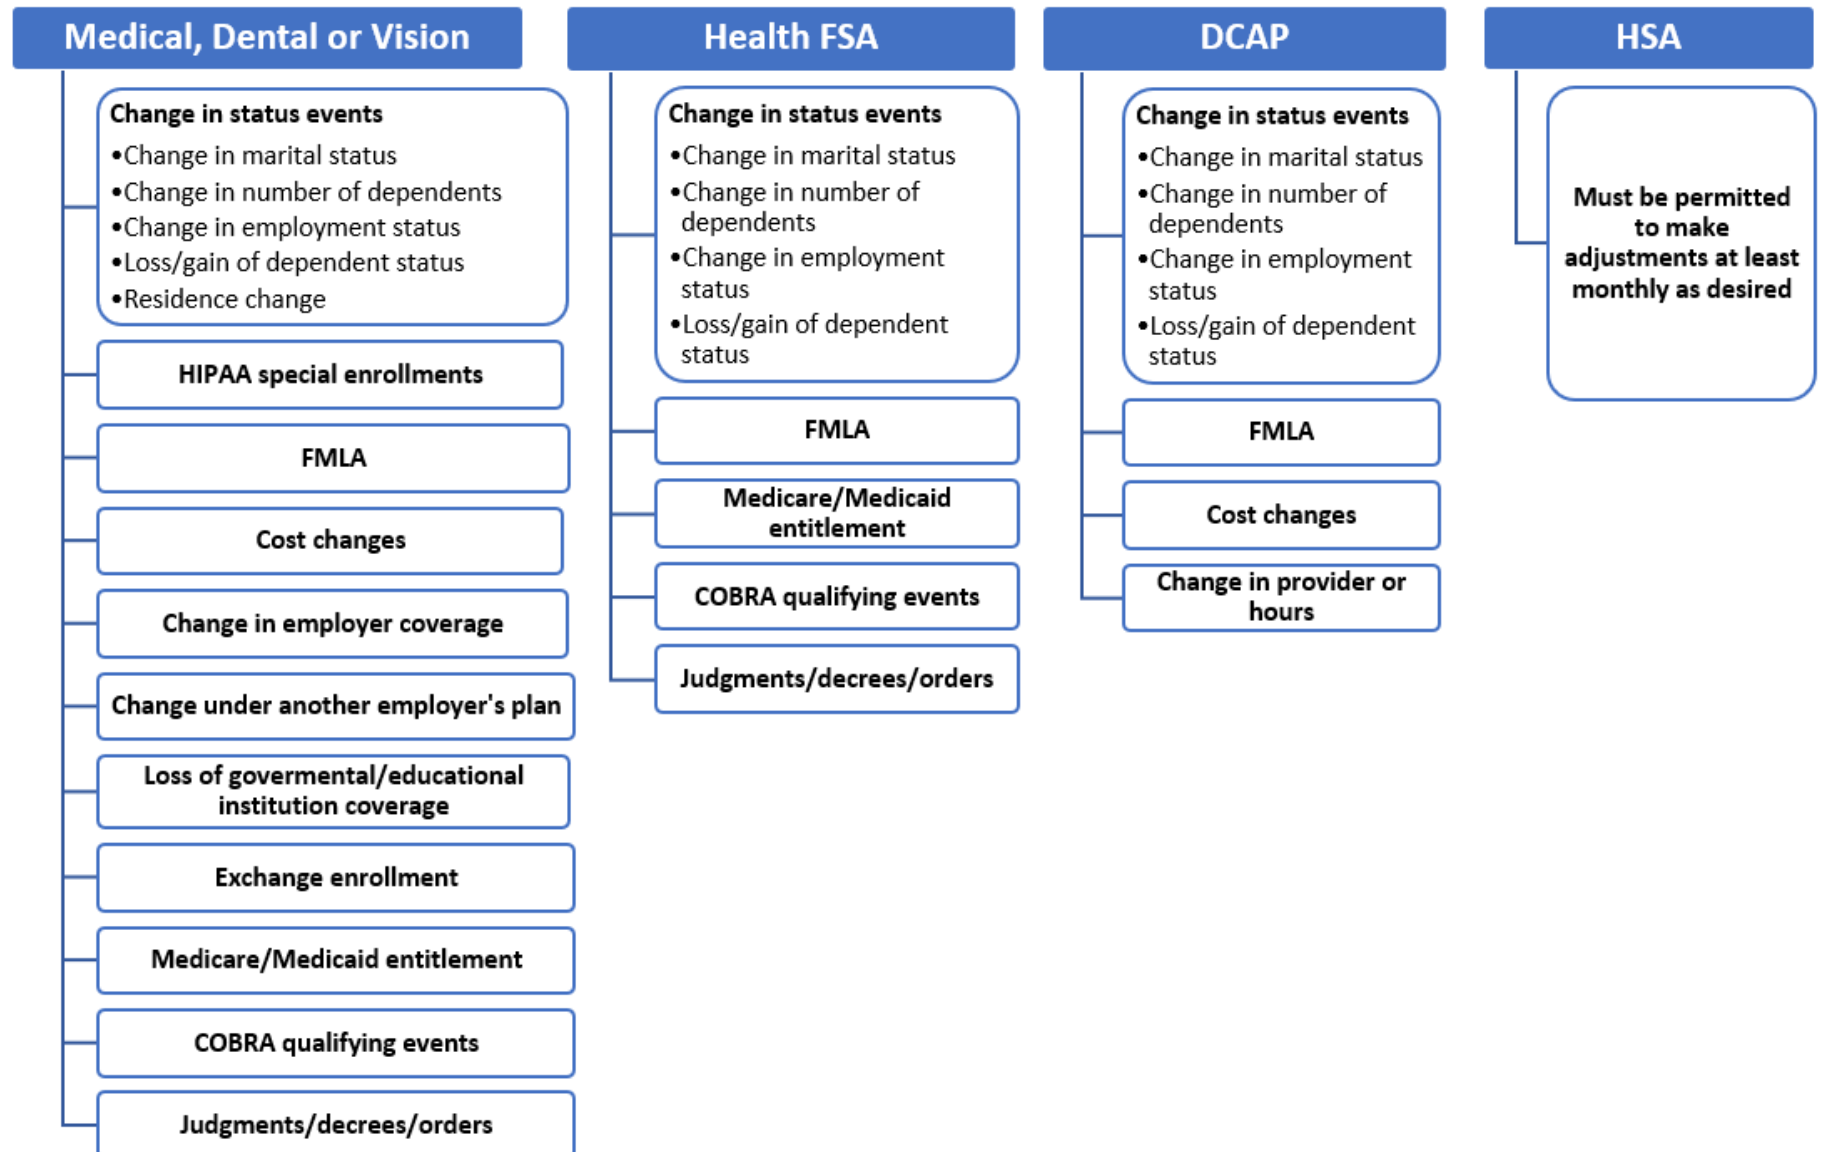 Medical, Dental or Vision
Change in status events
•Change in marital status
•Change in number of dependents
•Change in employment status
•Loss/gain of dependent status
•Residence change
HIPAA special enrollments
FMLA
Cost changes
Change in employer coverage
Change under another employer's plan
Loss of govermental/educational
institution coverage
Exchange enrollment
Medicare/Medicaid entitlement
COBRA qualifying events
Judgments/decrees/orders
Health FSA
Change in status events
•Change in marital status
•Change in number of
dependents
•Change in employment
status
•Loss/gain of dependent
status
FMLA
Medicare/Medicaid
entitlement
COBRA qualifying events
Judgments/decrees/orders
DCAP
Change in status events
•Change in marital status
•Change in number of
dependents
•Change in employment
status
•Loss/gain of dependent
status
FMLA
Cost changes
Change in provider or
hours
HSA
Must be permitted
to make
adjustments at least
monthly as desired